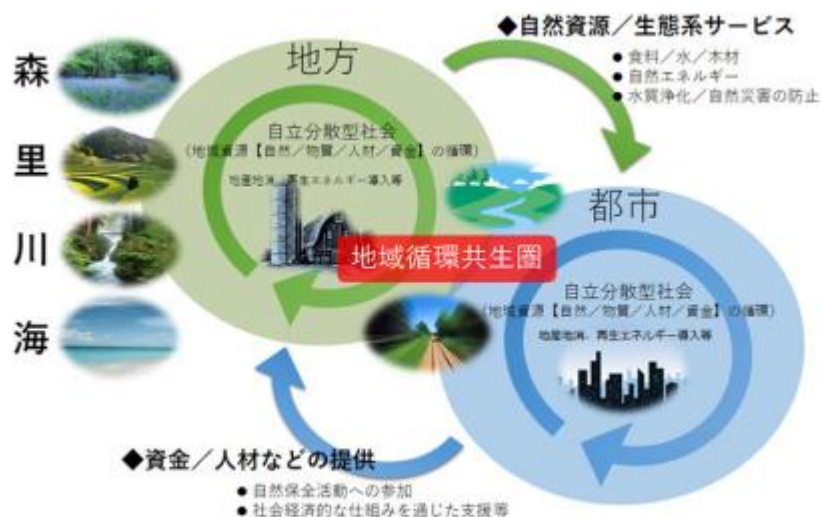 ◆自然資源／生態系サービス
● 食料／水／木材
● 自然エネルギー
● 水質浄化／自然災害の防止
森
里
川
海
地方
自立分散型社会
（地域資源【自然／物質／人材／資金】の循環）
地産地消、再生エネルギー導入等
地域循環共生圏
都市
自立分散型社会
（地域資源【自然／物質／人材／資金】の循環）
地産地消、再生エネルギー導入等
◆資金／人材などの提供
● 自然保全活動への参加
● 社会経済的な仕組みを通じた支援等